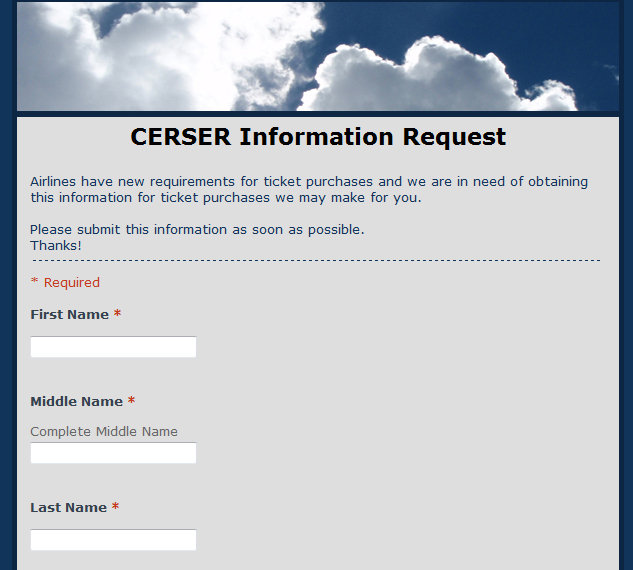 CERSER Information Request
Airlines have new requirements for ticket purchases and we are in need of obtaining
this information for ticket purchases we may make for you.
Please submit this information as soon as possible.
Thanks!
* Required
First Name *
Middle Name *
Complete Middle Name
Last Name *